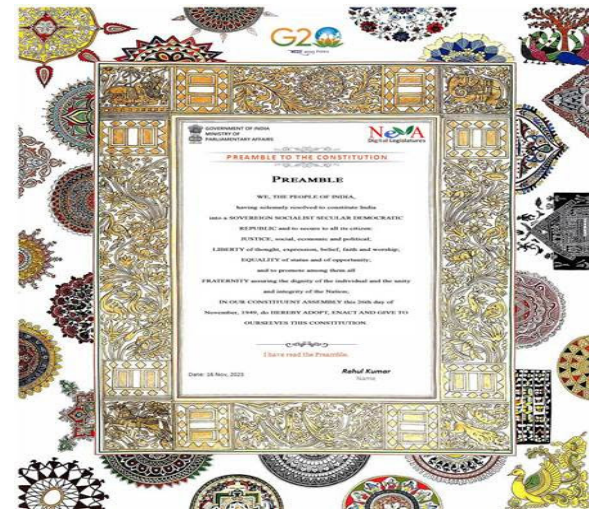 G20
भारत 2023 INDIA
GOVERNMENT OF INDIA
MINISTRY OF
PARLIAMENTARY AFFAIRS
NeVA
Digital Legislatures
PREAMBLE TO THE CONSTITUTION
PREAMBLE
WE, THE PEOPLE OF INDIA,
having solemnly resolved to constitute India
into a SOVEREIGN SOCIALIST SECULAR DEMOCRATIC
REPUBLIC and to secure to all its citizens:
JUSTICE, social, economic and political;
LIBERTY of thought, expression, belief, faith and worship;
EQUALITY of status and of opportunity;
and to promote among them all
FRATERNITY assuring the dignity of the individual and the unity
and integrity of the Nation;
IN OUR CONSTITUENT ASSEMBLY this 26th day of
November, 1949, do HEREBY ADOPT, ENACT AND GIVE TO
OURSELVES THIS CONSTITUTION.
I have read the Preamble.
Rahul Kumar
Name